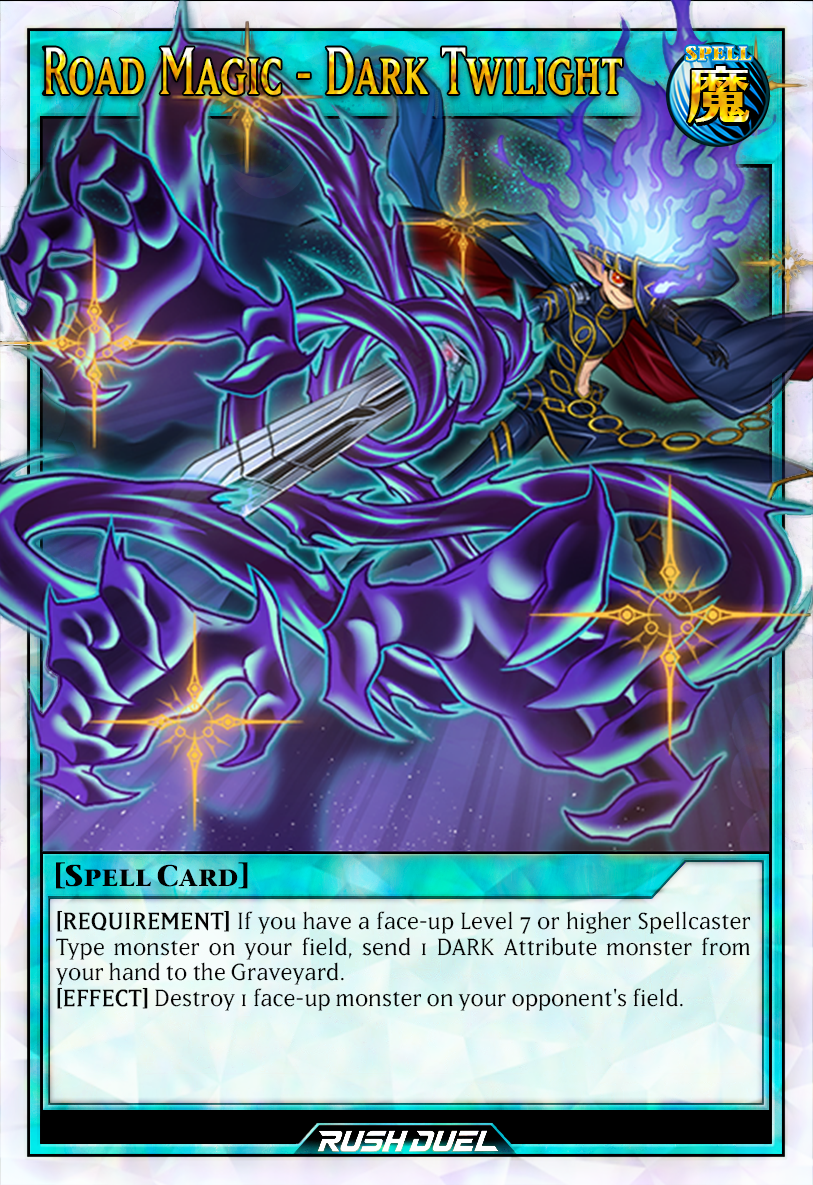 Road Magic - Dark Twilight
SPELL
魔
[Spell Card]
[REQUIREMENT] If you have a face-up Level 7 or higher Spellcaster
Type monster on your field, send 1 DARK Attribute monster from
your hand to the Graveyard.
[EFFECT] Destroy 1 face-up monster on your opponent's field.
RUSH DUEL